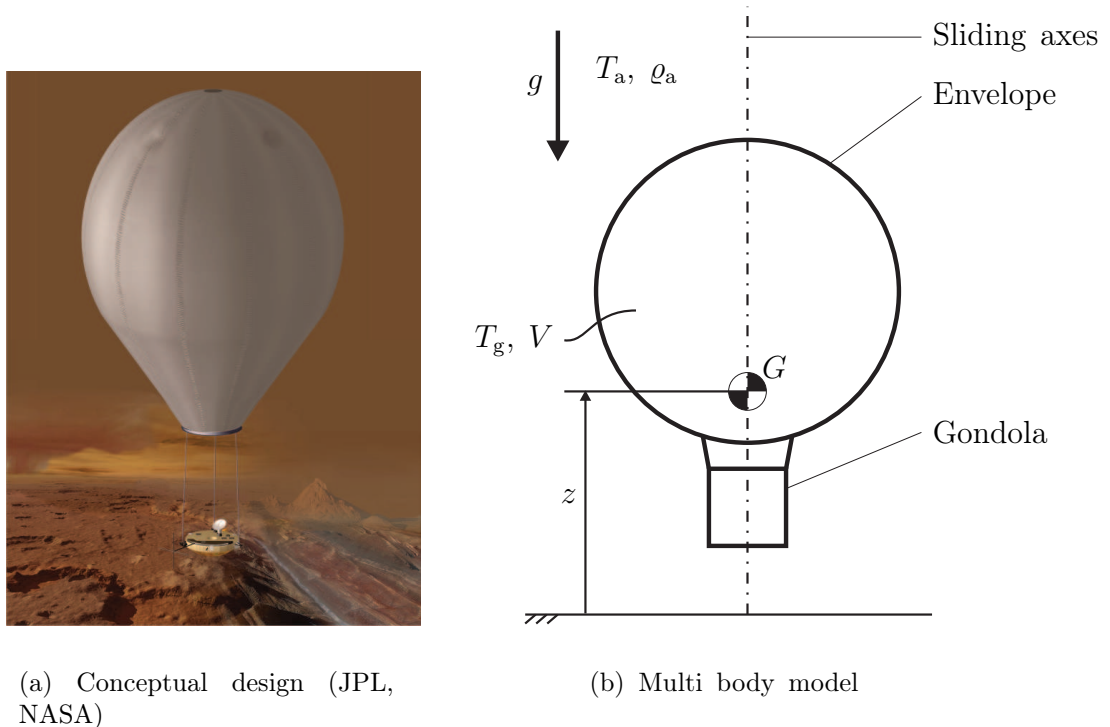 Sliding axes
g
Tₐ, ϱₐ
Envelope
T_g, V
G
Gondola
z
(a) Conceptual design (JPL,
NASA)
(b) Multi body model